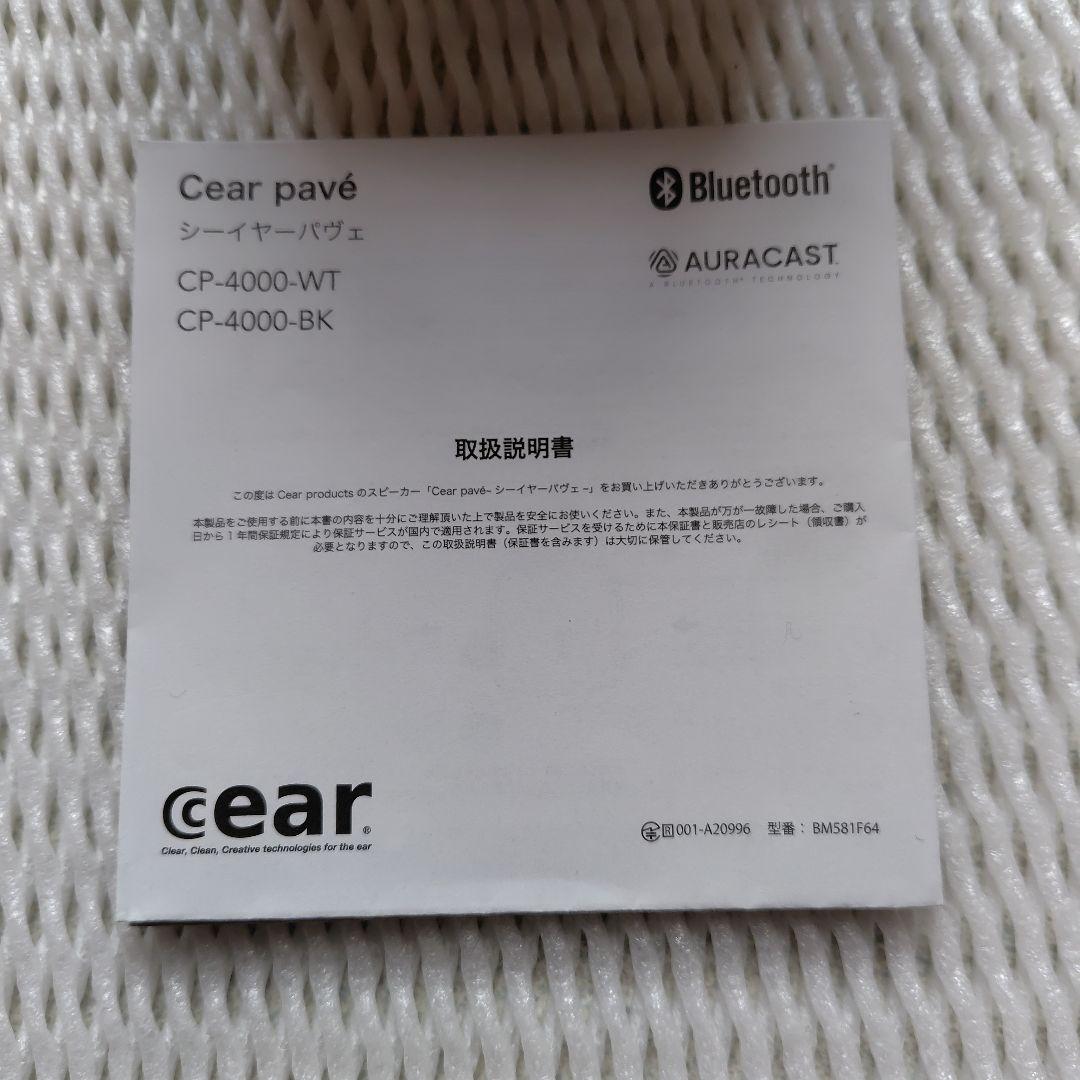 Cear pavé
シーイヤーパヴェ
CP-4000-WT
CP-4000-BK
Bluetooth®
AURACAST™
A BLUETOOTH® TECHNOLOGY
取扱説明書
この度は Cear products のスピーカー「Cear pavé– シーイヤーパヴェ –」をお買い上げいただきありがとうございます。
本製品をご使用する前に本書の内容を十分にご理解頂いた上で製品を安全にお使いください。また、本製品が万が一故障した場合、ご購入
日から 1 年間保証規定により保証サービスが国内で適用されます。保証サービスを受けるために本保証書と販売店のレシート（領収書）が
必要となりますので、この取扱説明書（保証書を含みます）は大切に保管してください。
cear®
Clear, Clean, Creative technologies for the ear
R 001-A20996 型番： BM581F64